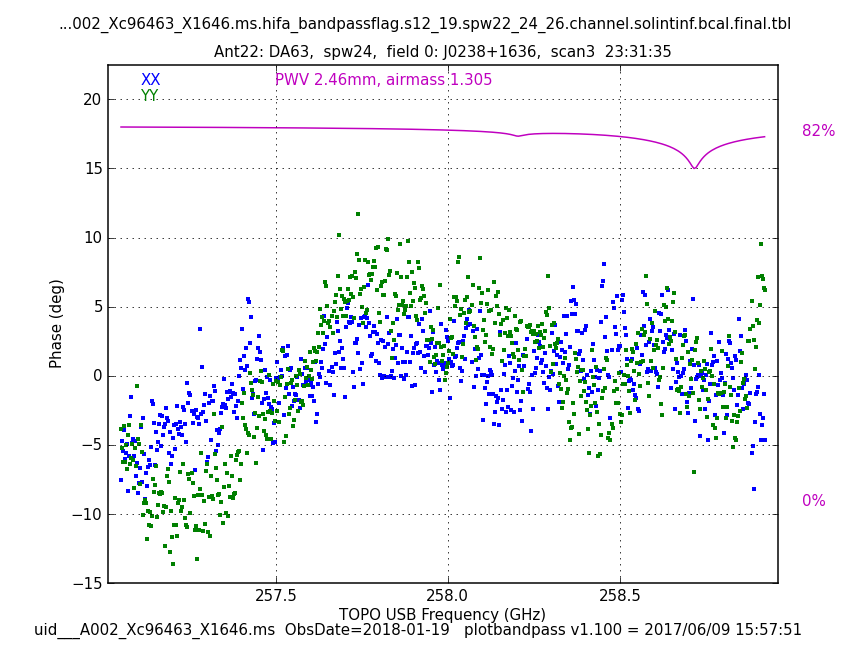 ...002_Xc96463_X1646.ms.hifa_bandpassflag.s12_19.spw22_24_26.channel.solintinf.bcal.final.tbl
Ant22: DA63, spw24, field 0: J0238+1636, scan3 23:31:35
XX
PWV 2.46mm, airmass 1.305
YY
20
82%
15
10
5
Phase (deg)
0
−5
0%
−10
−15
257.5
258.0
258.5
TOPO USB Frequency (GHz)
uid___A002_Xc96463_X1646.ms ObsDate=2018-01-19 plotbandpass v1.100 = 2017/06/09 15:57:51